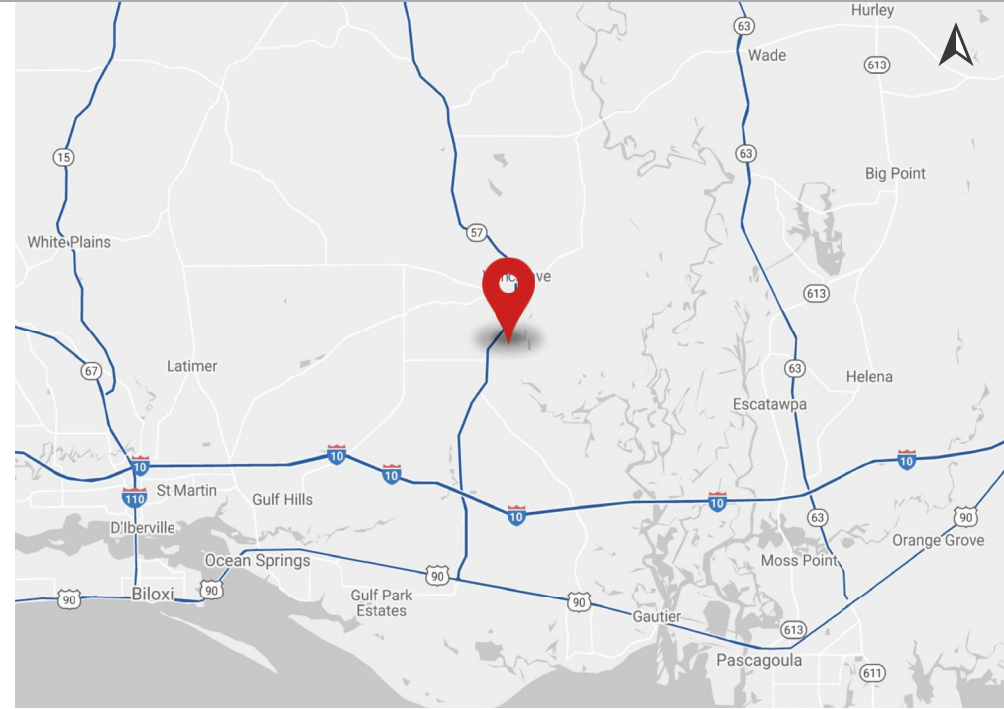 Hurley
63
Wade
613
15
63
Big Point
White Plains
57
613
Latimer
67
63
Helena
Escatawpa
10
10
10
10
10
110
St Martin
Gulf Hills
63
90
D'Iberville
Orange Grove
Ocean Springs
Moss Point
90
90
90
Biloxi
Gulf Park
Estates
90
Gautier
613
Pascagoula
611